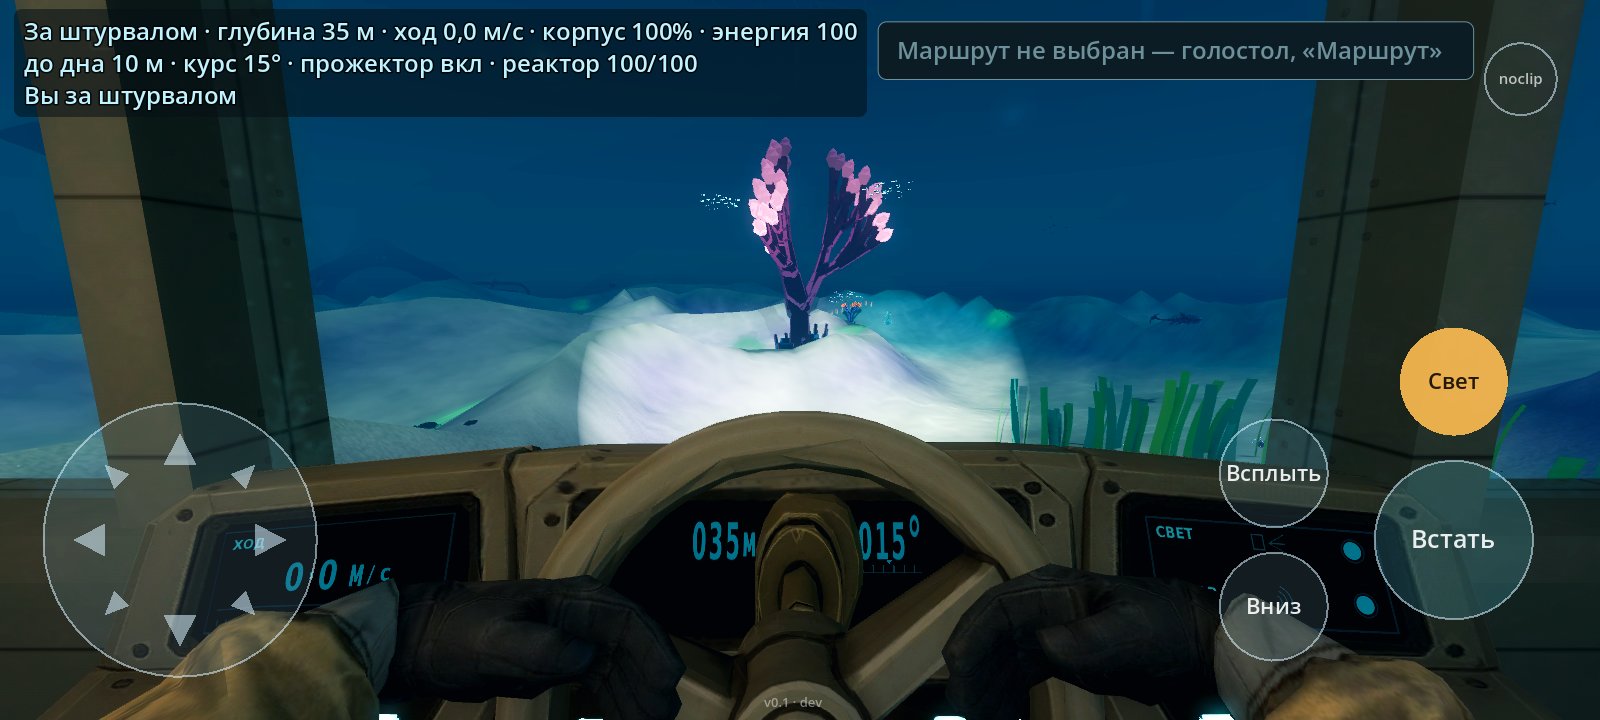 За штурвалом · глубина 35 м · ход 0,0 м/с · корпус 100% · энергия 100
до дна 10 м · курс 15° · прожектор вкл · реактор 100/100
Вы за штурвалом
Маршрут не выбран — голостол, «Маршрут»
noclip
Свет
Всплыть
Встать
Вниз
ХОД
0,0 М/С
035м
015°
СВЕТ
v0.1 · dev